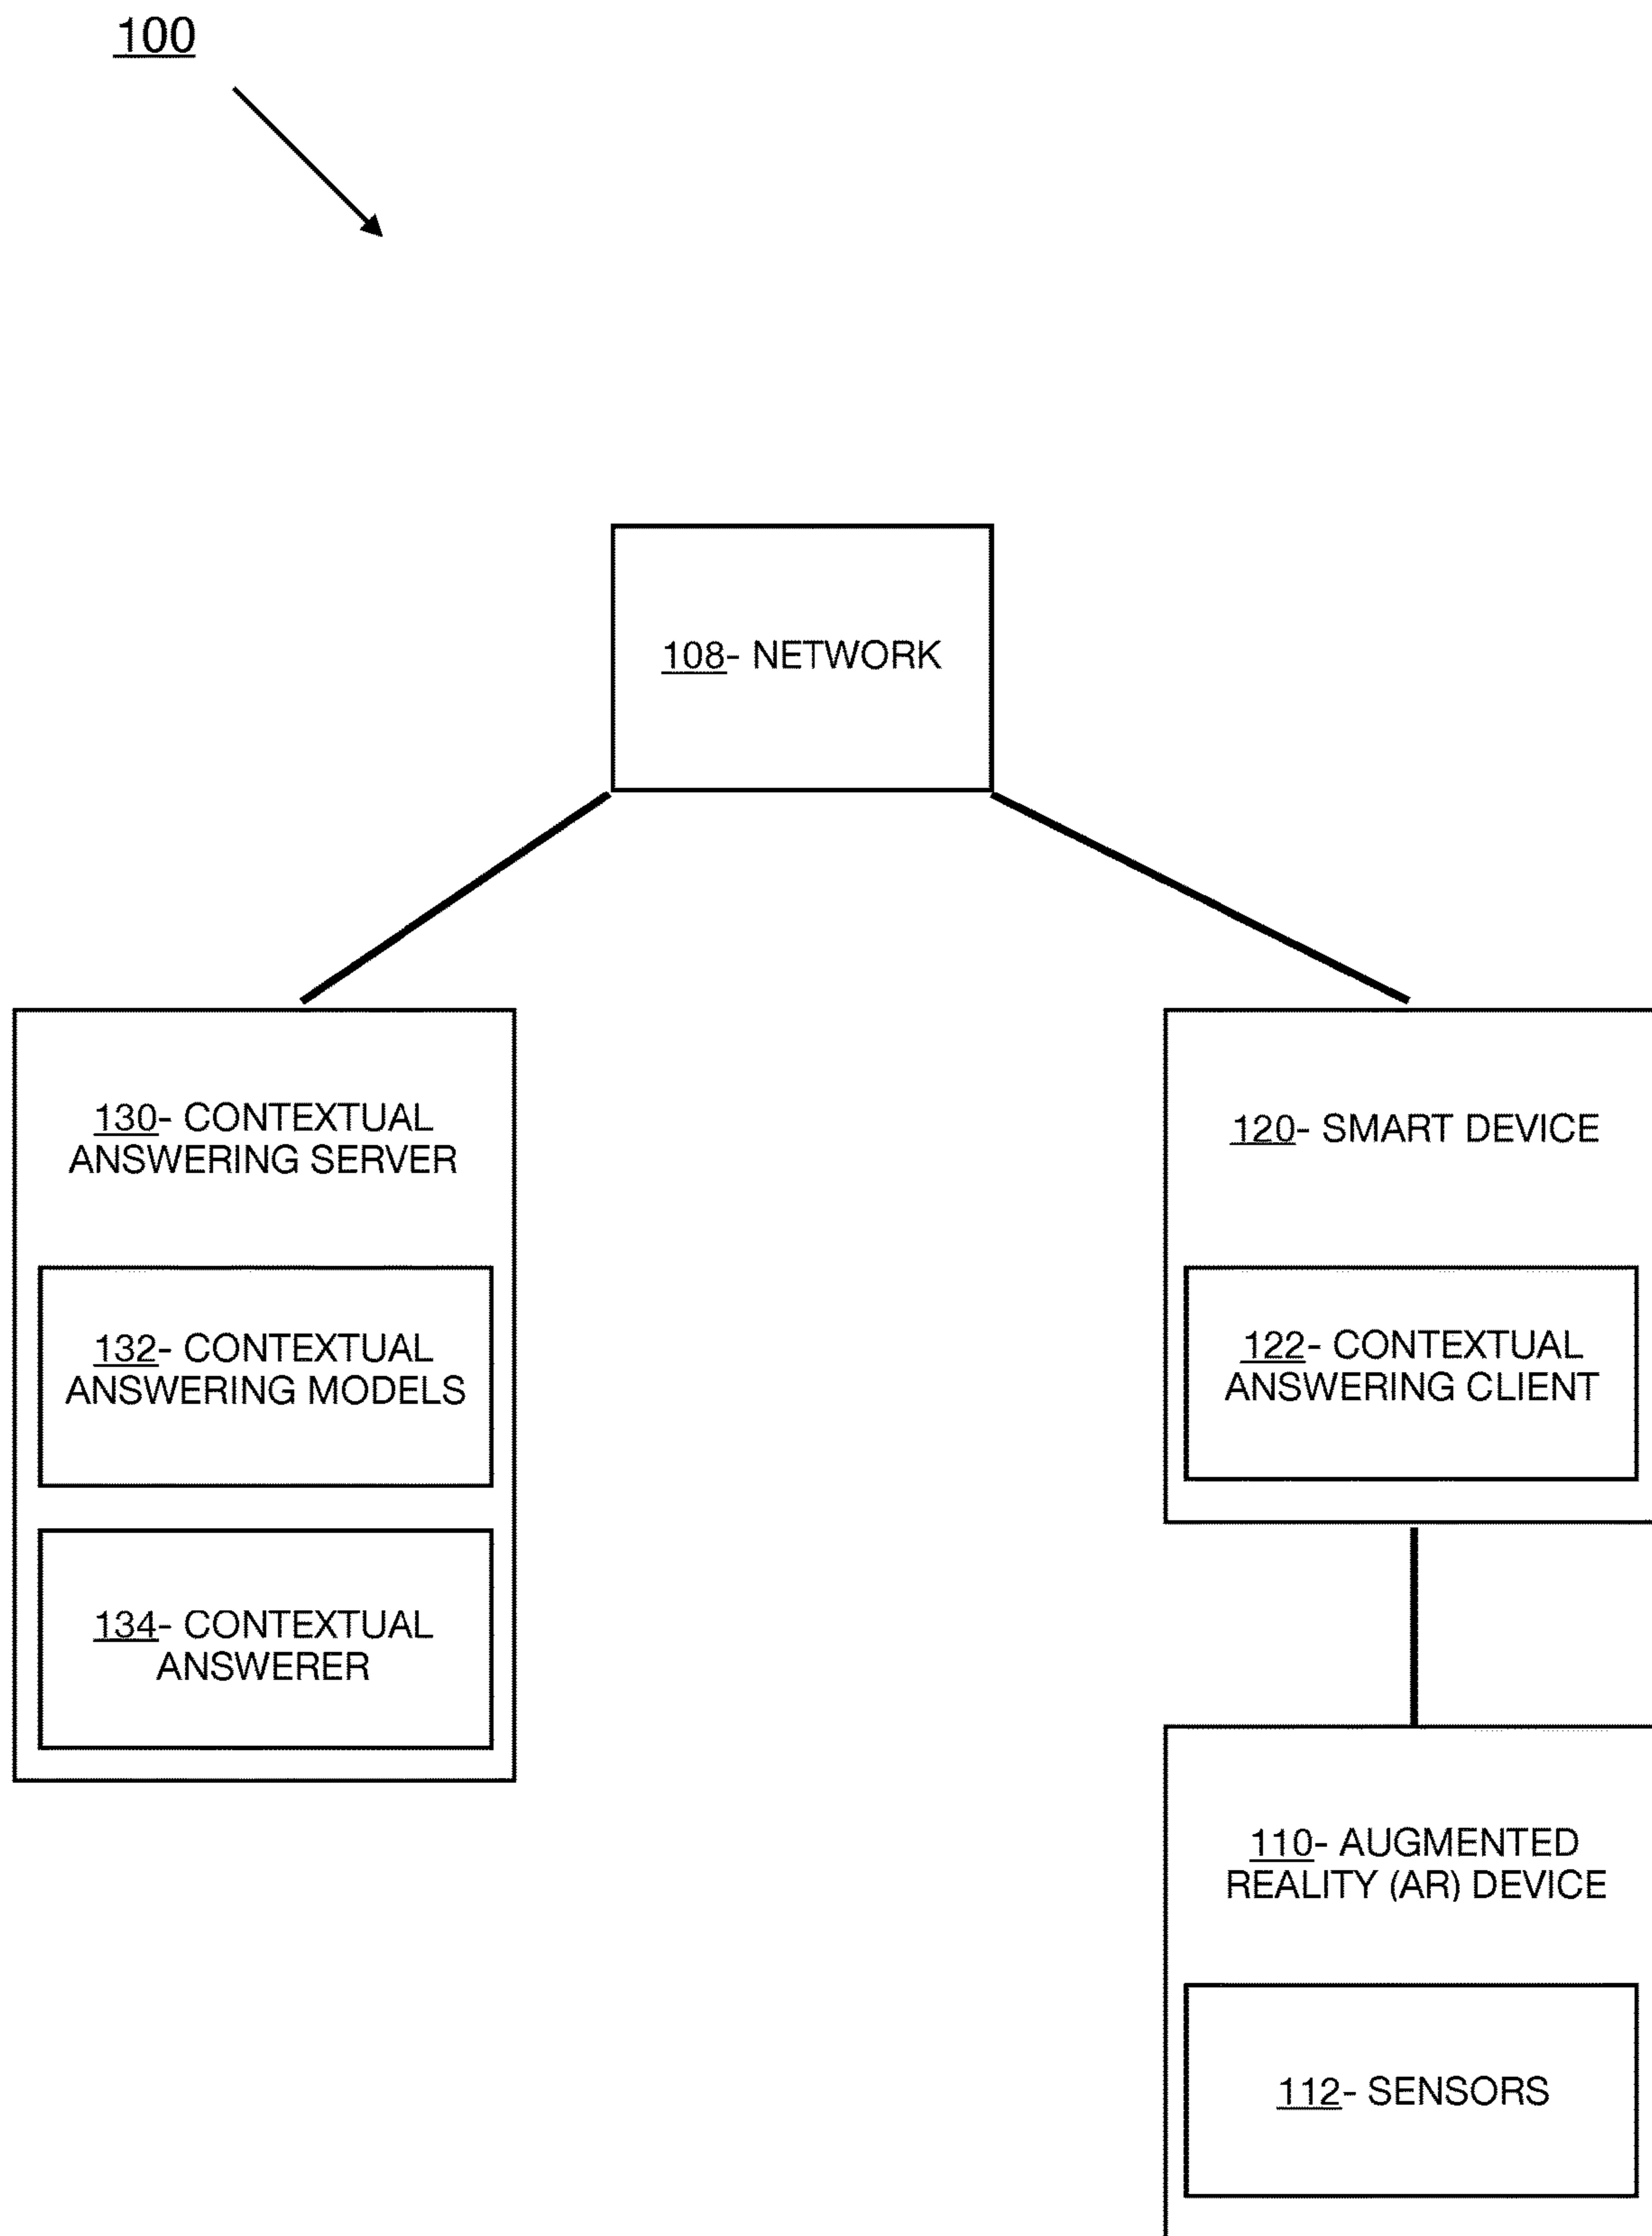 100
108- NETWORK
130- CONTEXTUAL
ANSWERING SERVER
132- CONTEXTUAL
ANSWERING MODELS
134- CONTEXTUAL
ANSWERER
120- SMART DEVICE
122- CONTEXTUAL
ANSWERING CLIENT
110- AUGMENTED
REALITY (AR) DEVICE
112- SENSORS